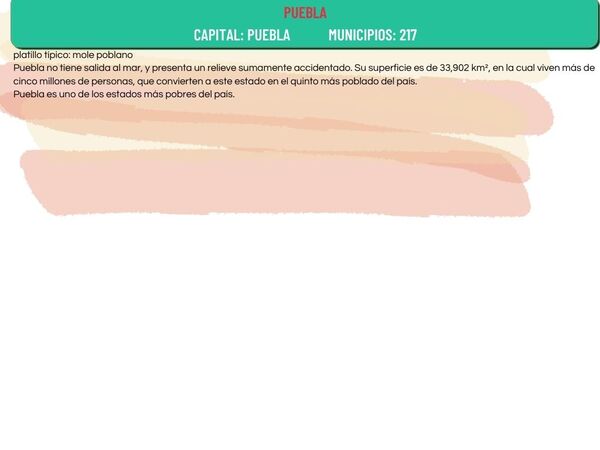 PUEBLA
CAPITAL: PUEBLA MUNICIPIOS: 217
platillo típico: mole poblano
Puebla no tiene salida al mar, y presenta un relieve sumamente accidentado. Su superficie es de 33,902 km², en la cual viven más de
cinco millones de personas, que convierten a este estado en el quinto más poblado del país.
Puebla es uno de los estados más pobres del país.